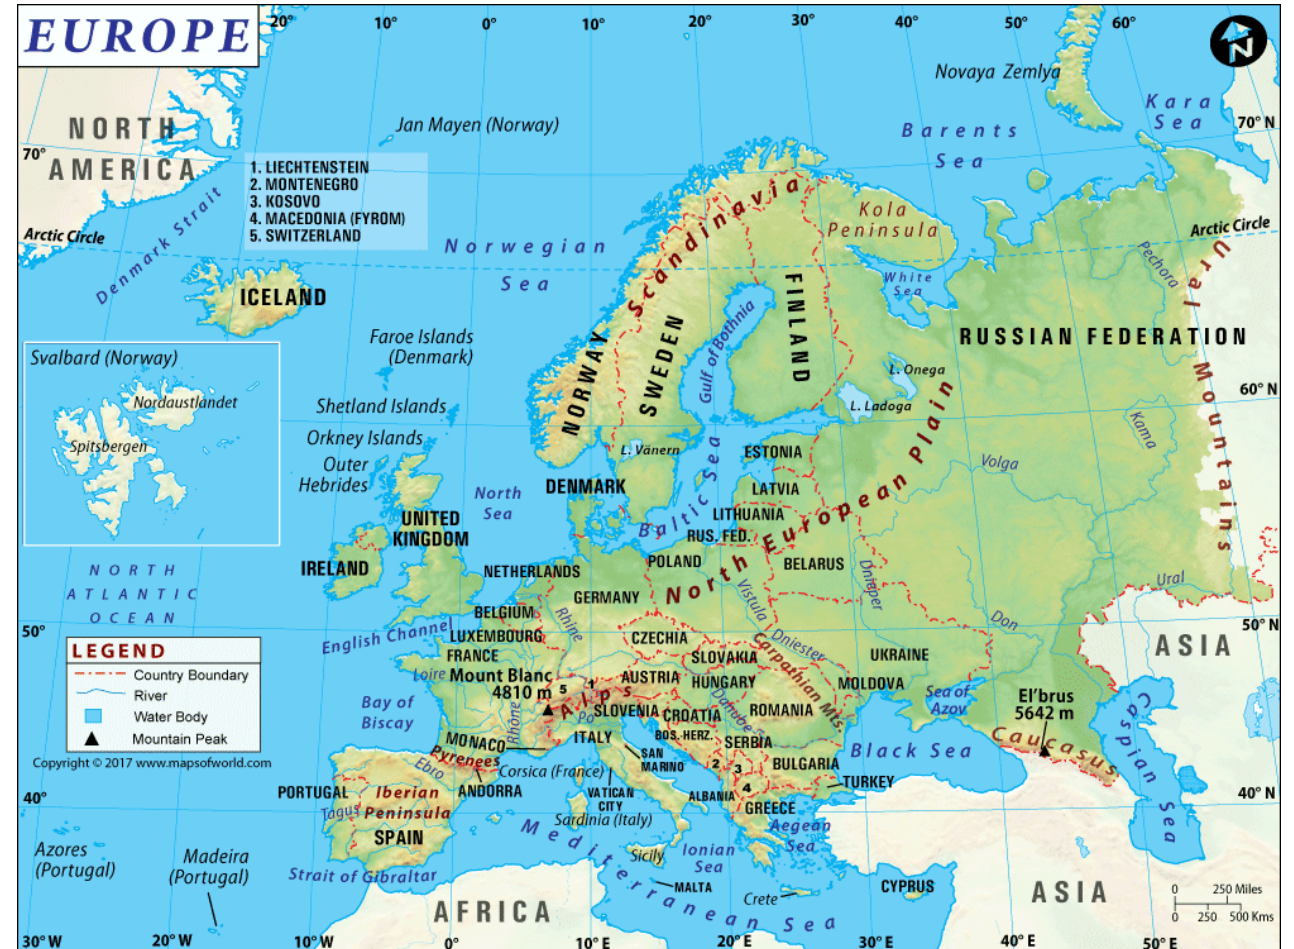 EUROPE
20°
10°
0°
10°
20°
30°
40°
50°
60°
N
Novaya Zemlya
Kara
Sea
Barents
Sea
70° N
Jan Mayen (Norway)
NORTH
AMERICA
70°
1. LIECHTENSTEIN
2. MONTENEGRO
3. KOSOVO
4. MACEDONIA (FYROM)
5. SWITZERLAND
Denmark Strait
Arctic Circle
Arctic Circle
Norwegian
Sea
Scandinavia
Kola
Peninsula
White
Sea
Pechora
Ural Mountains
ICELAND
FINLAND
SWEDEN
NORWAY
Gulf of Bothnia
RUSSIAN FEDERATION
Faroe Islands
(Denmark)
Svalbard (Norway)
Nordaustlandet
Spitsbergen
L. Onega
L. Ladoga
60° N
Shetland Islands
Orkney Islands
Outer
Hebrides
L. Vänern
ESTONIA
Kama
Volga
North
Sea
DENMARK
Baltic Sea
LATVIA
LITHUANIA
RUS. FED.
North European Plain
UNITED
KINGDOM
IRELAND
NETHERLANDS
POLAND
BELARUS
Dnieper
NORTH
ATLANTIC
OCEAN
GERMANY
Vistula
Ural
BELGIUM
Rhine
Don
50°
English Channel
LUXEMBOURG
CZECHIA
Dniester
50° N
ASIA
LEGEND
Country Boundary
River
Water Body
Mountain Peak
FRANCE
SLOVAKIA
Carpathian Mts.
UKRAINE
Loire
Mount Blanc
4810 m
5
1
Alps
AUSTRIA
HUNGARY
MOLDOVA
Sea of
Azov
El'brus
5642 m
Bay of
Biscay
Rhône
Po
SLOVENIA
CROATIA
Danube
ROMANIA
Caspian Sea
MONACO
ITALY
BOS.-HERZ.
SERBIA
Black Sea
Caucasus
Copyright © 2017 www.mapsofworld.com
Pyrenees
Ebro
Corsica (France)
SAN
MARINO
2
3
BULGARIA
PORTUGAL
Iberian
Peninsula
ANDORRA
VATICAN
CITY
ALBANIA
4
TURKEY
40°
40° N
Tagus
SPAIN
Sardinia (Italy)
GREECE
Aegean
Sea
Mediterranean Sea
Azores
(Portugal)
Madeira
(Portugal)
Strait of Gibraltar
Sicily
Ionian
Sea
MALTA
Crete
CYPRUS
AFRICA
ASIA
0 250 Miles
0 250 500 Kms
30° W
20° W
10° W
0°
10° E
20° E
30° E
40° E
50° E